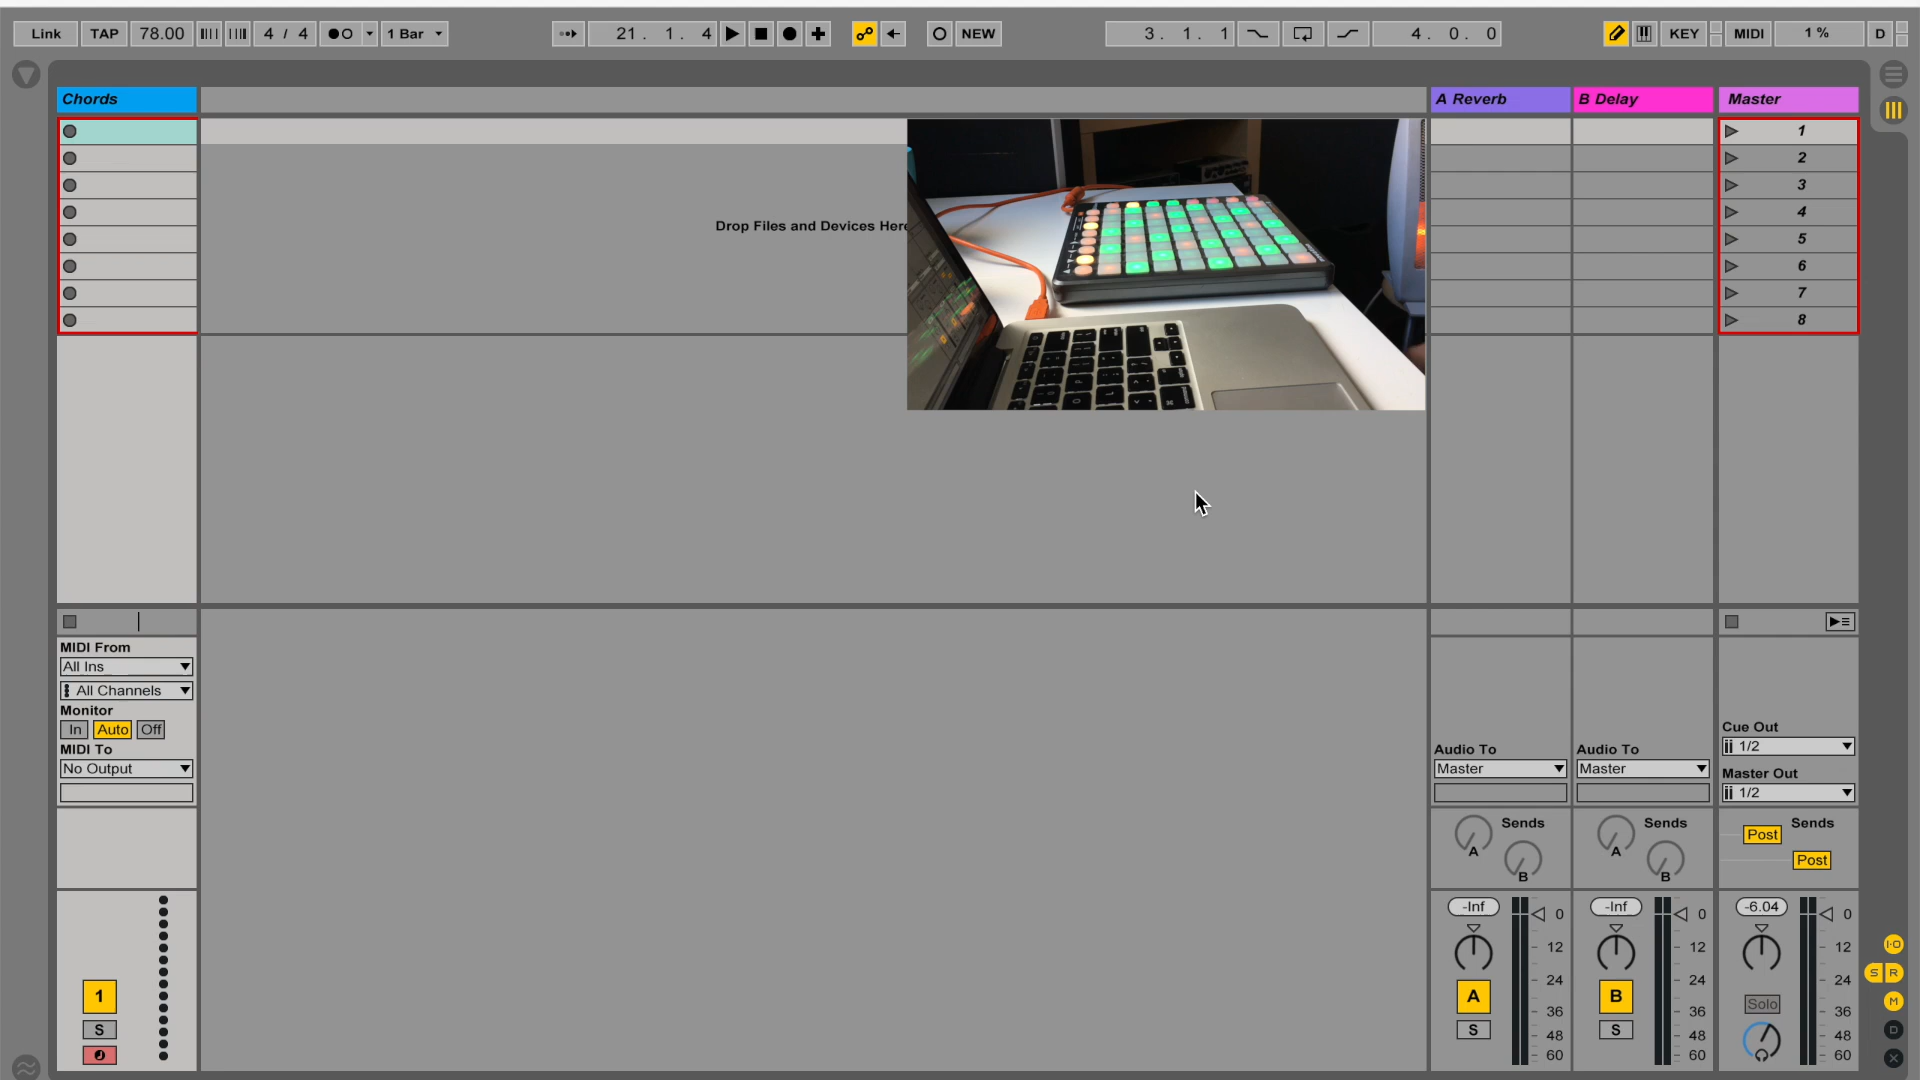 Link TAP 78.00 4 / 4 1 Bar 21. 1. 4 NEW 3. 1. 1 4. 0. 0 KEY MIDI 1 % D
Chords A Reverb B Delay Master
1
2
3
4
5
6
7
8
Drop Files and Devices Here
MIDI From
All Ins
All Channels
Monitor
In Auto Off
MIDI To
No Output
Audio To
Master
Audio To
Master
Cue Out
1/2
Master Out
1/2
Sends
A
B
Sends
A
B
Sends
Post
Post
1
S
-Inf
0
12
24
36
48
60
A
S
-Inf
0
12
24
36
48
60
B
S
-6.04
0
12
24
36
48
60
Solo
I·O
S R
M
D
X